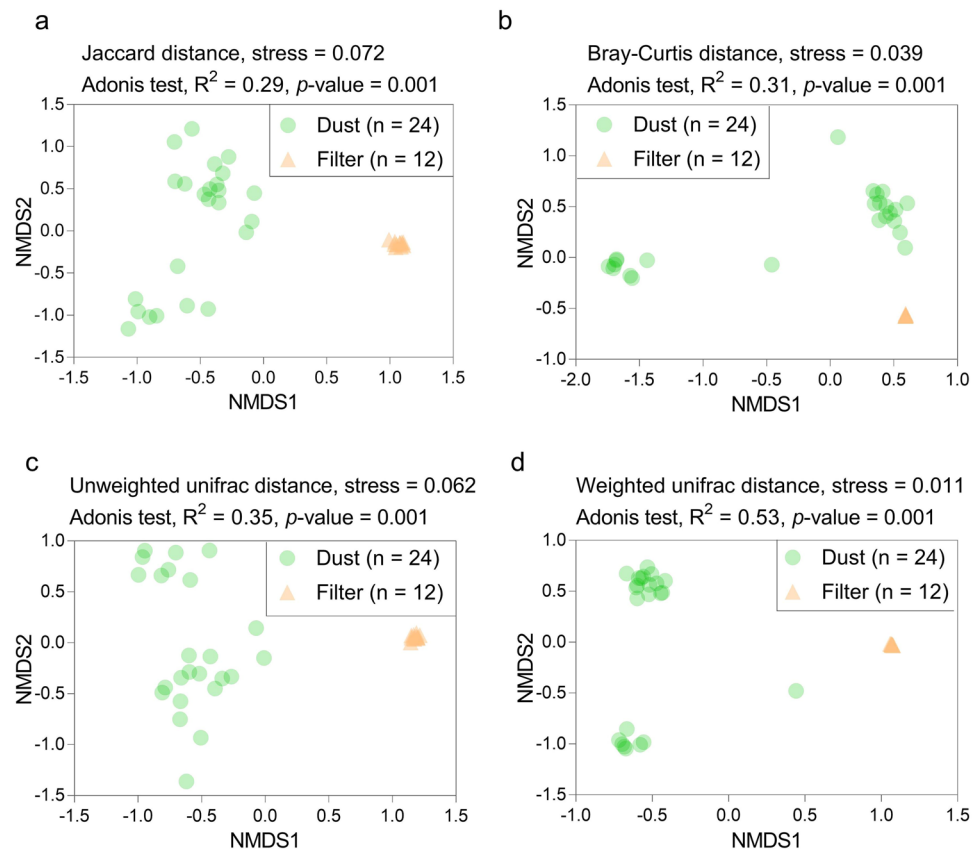 a
Jaccard distance, stress = 0.072
Adonis test, R² = 0.29, p-value = 0.001
1.5
1.0
0.5
0.0
-0.5
-1.0
-1.5
NMDS2
Dust (n = 24)
Filter (n = 12)
-1.5 -1.0 -0.5 0.0 0.5 1.0 1.5
NMDS1
b
Bray-Curtis distance, stress = 0.039
Adonis test, R² = 0.31, p-value = 0.001
1.5
1.0
0.5
0.0
-0.5
-1.0
NMDS2
Dust (n = 24)
Filter (n = 12)
-2.0 -1.5 -1.0 -0.5 0.0 0.5 1.0
NMDS1
c
Unweighted unifrac distance, stress = 0.062
Adonis test, R² = 0.35, p-value = 0.001
1.0
0.5
0.0
-0.5
-1.0
-1.5
NMDS2
Dust (n = 24)
Filter (n = 12)
-1.0 -0.5 0.0 0.5 1.0 1.5
NMDS1
d
Weighted unifrac distance, stress = 0.011
Adonis test, R² = 0.53, p-value = 0.001
1.0
0.5
0.0
-0.5
-1.0
-1.5
NMDS2
Dust (n = 24)
Filter (n = 12)
-1.0 -0.5 0.0 0.5 1.0 1.5
NMDS1